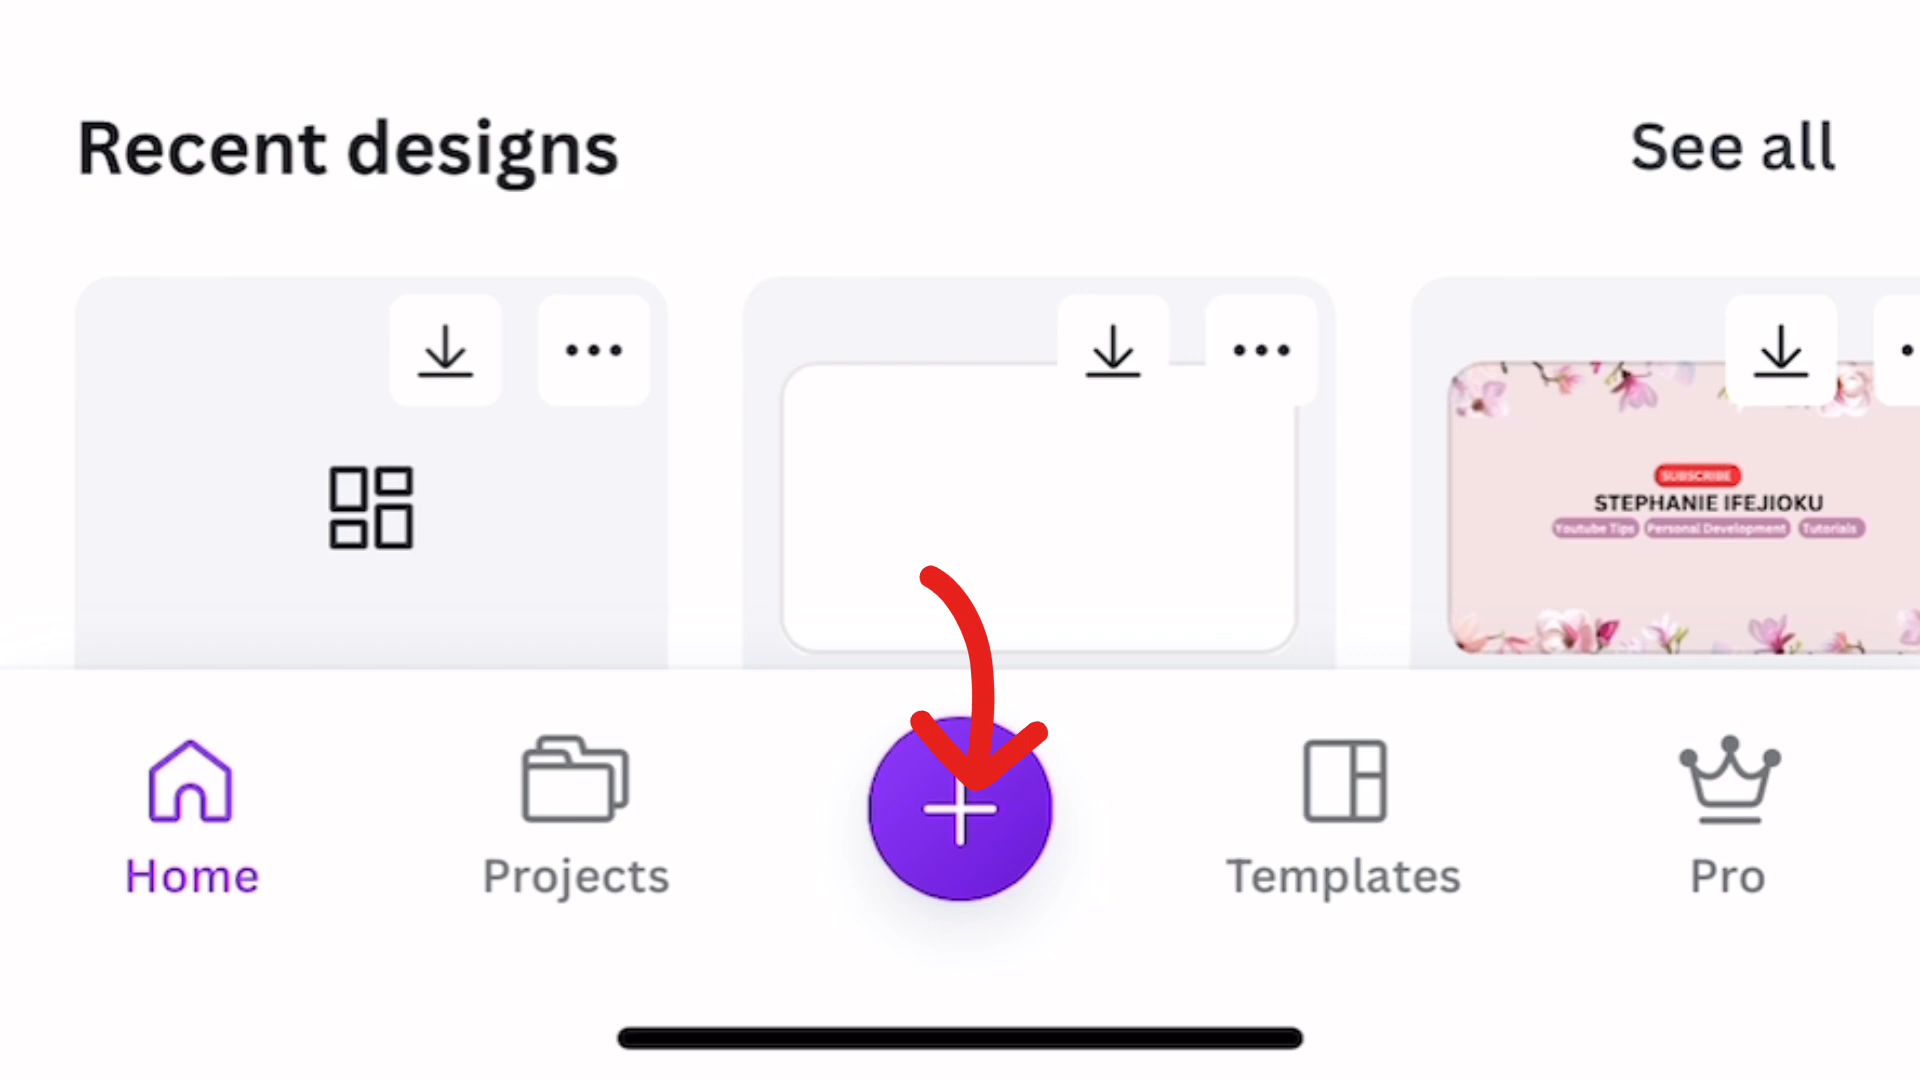 Recent designs
See all
SUBSCRIBE
STEPHANIE IFEJIOKU
Youtube Tips Personal Development Tutorials
Home
Projects
Templates
Pro